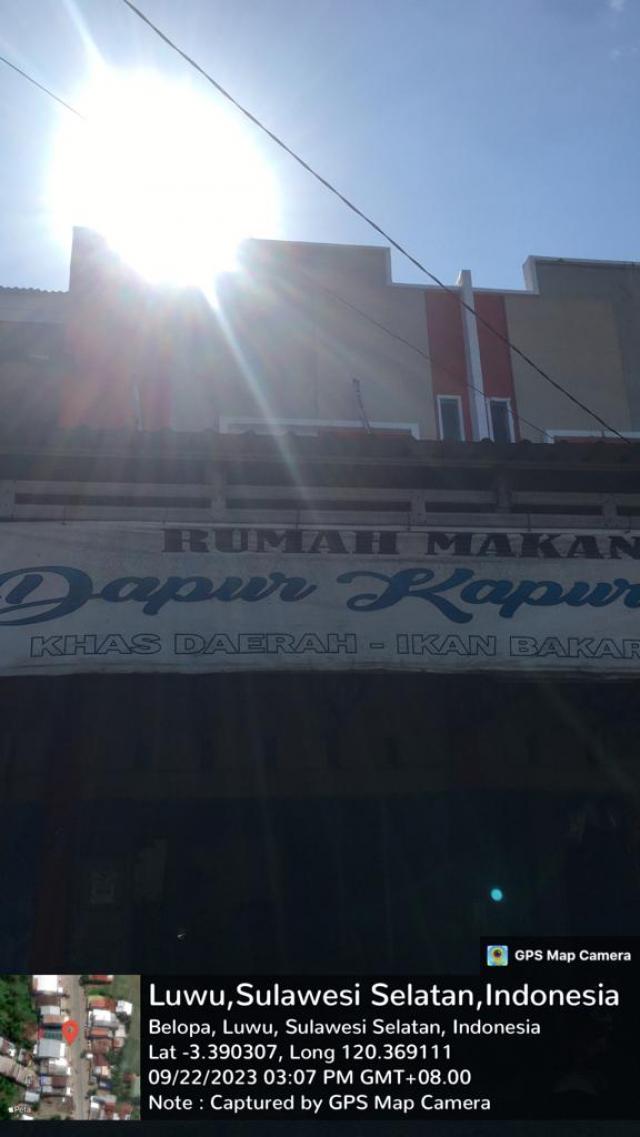 RUMAH MAKAN
Dapur Kapur
KHAS DAERAH - IKAN BAKAR
GPS Map Camera
Luwu,Sulawesi Selatan,Indonesia
Belopa, Luwu, Sulawesi Selatan, Indonesia
Lat -3.390307, Long 120.369111
09/22/2023 03:07 PM GMT+08.00
Note : Captured by GPS Map Camera
Peta